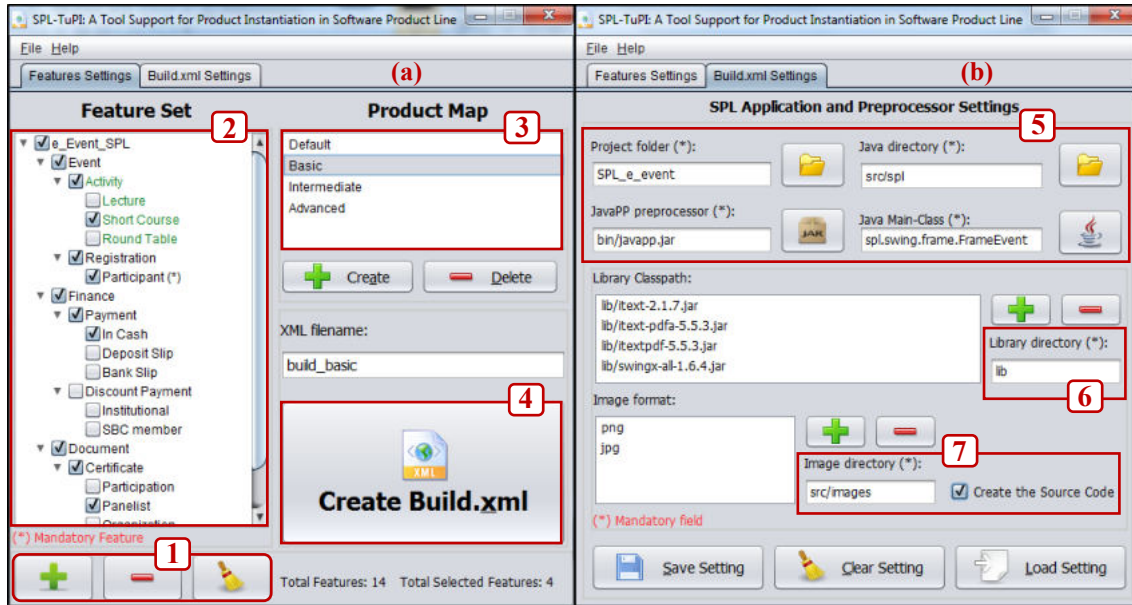 SPL-TuPI: A Tool Support for Product Instantiation in Software Product Line
File Help
Features Settings Build.xml Settings (a)
Feature Set
2
e_Event_SPL
Event
Activity
Lecture
Short Course
Round Table
Registration
Participant (*)
Finance
Payment
In Cash
Deposit Slip
Bank Slip
Discount Payment
Institutional
SBC member
Document
Certificate
Participation
Panelist
(*) Mandatory Feature
1
Product Map
3
Default
Basic
Intermediate
Advanced
Create Delete
XML filename:
build_basic
4
XML
Create Build.xml
Total Features: 14 Total Selected Features: 4
SPL-TuPI: A Tool Support for Product Instantiation in Software Product Line
File Help
Features Settings Build.xml Settings (b)
SPL Application and Preprocessor Settings
5
Project folder (*): Java directory (*):
SPL_e_event src/spl
JavaPP preprocessor (*): Java Main-Class (*):
bin/javapp.jar JAR spl.swing.frame.FrameEvent
Library Classpath:
lib/itext-2.1.7.jar
lib/itext-pdfa-5.5.3.jar
lib/itextpdf-5.5.3.jar
lib/swingx-all-1.6.4.jar
Library directory (*):
lib
6
Image format:
png
jpg
7
Image directory (*):
src/images Create the Source Code
(*) Mandatory field
Save Setting Clear Setting Load Setting